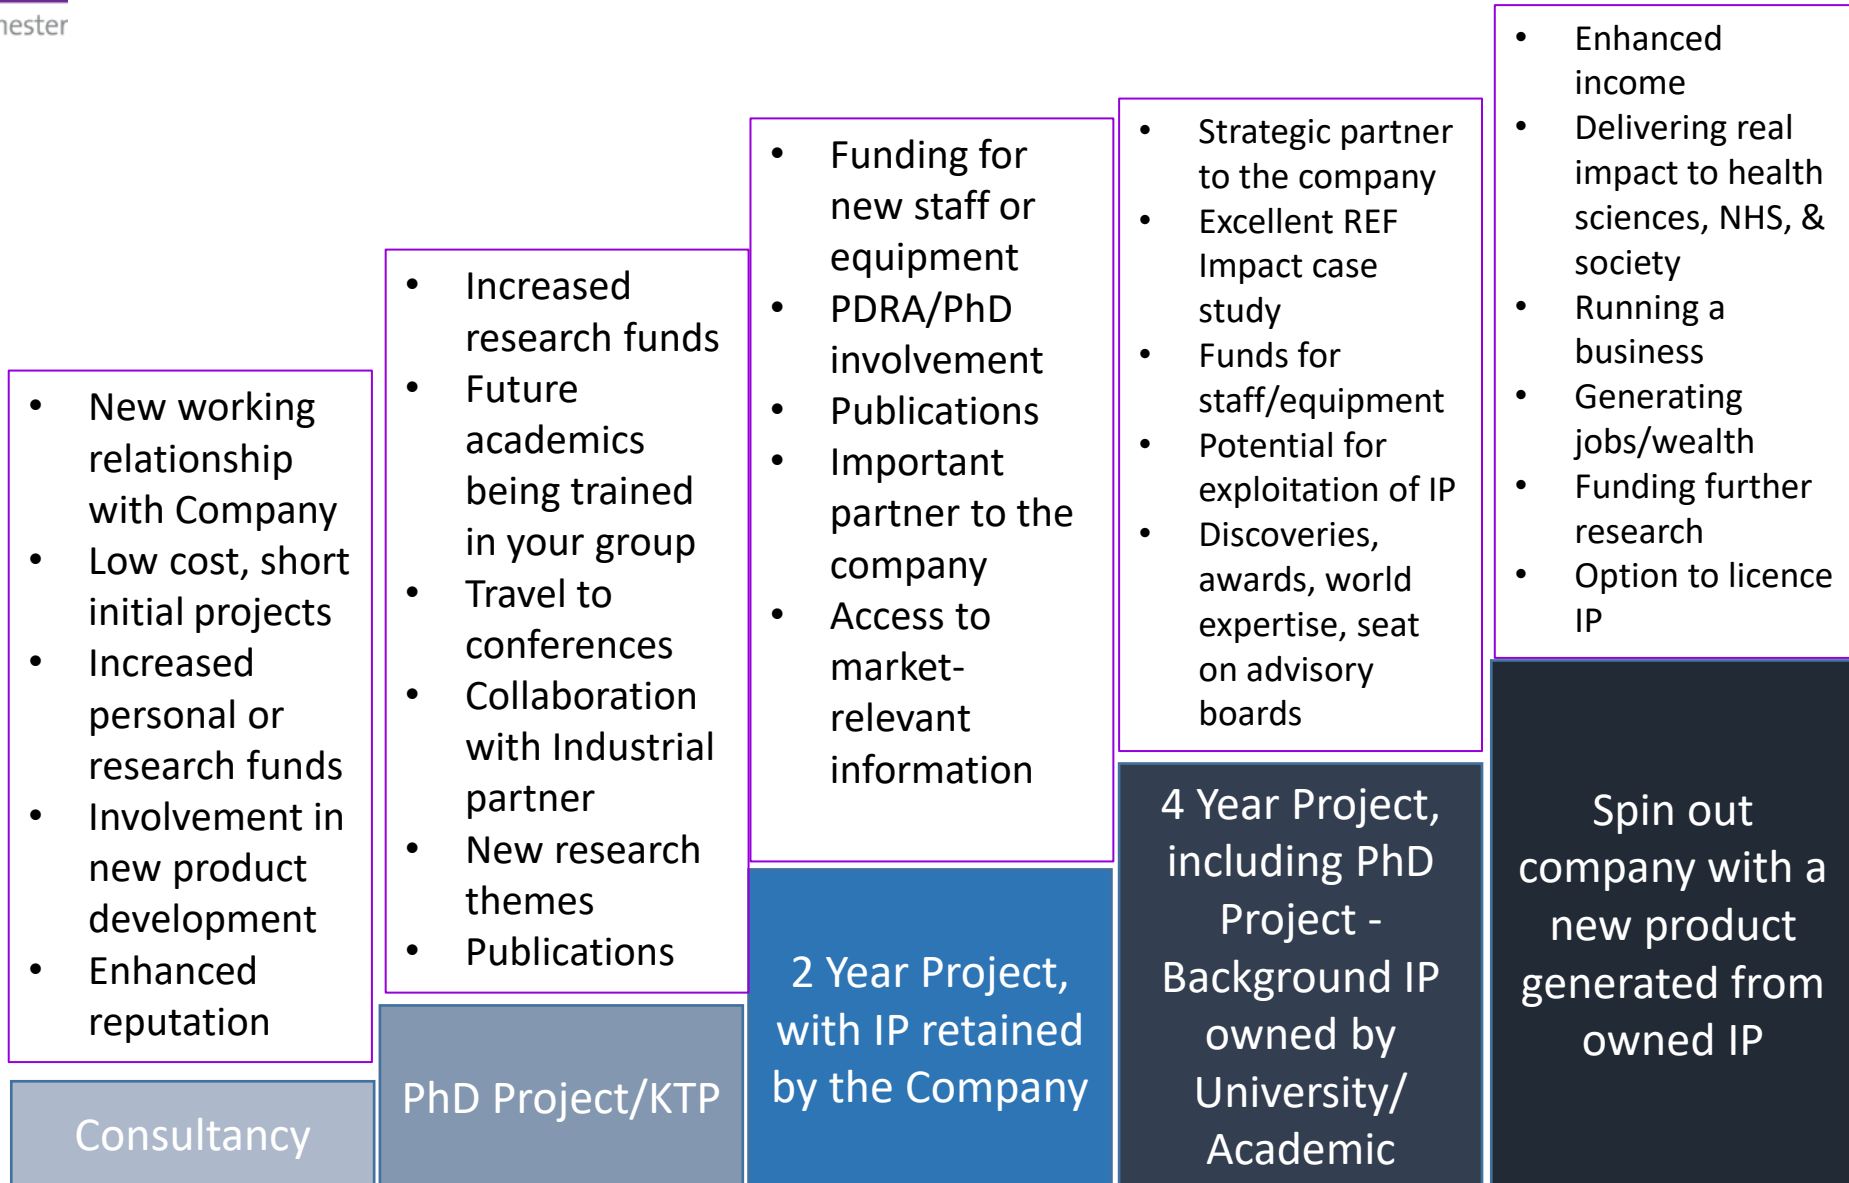 nester
• New working
relationship
with Company
• Low cost, short
initial projects
• Increased
personal or
research funds
• Involvement in
new product
development
• Enhanced
reputation
Consultancy
• Increased
research funds
• Future
academics
being trained
in your group
• Travel to
conferences
• Collaboration
with Industrial
partner
• New research
themes
• Publications
PhD Project/KTP
• Funding for
new staff or
equipment
• PDRA/PhD
involvement
• Publications
• Important
partner to the
company
• Access to
market-
relevant
information
2 Year Project,
with IP retained
by the Company
• Strategic partner
to the company
• Excellent REF
Impact case
study
• Funds for
staff/equipment
• Potential for
exploitation of IP
• Discoveries,
awards, world
expertise, seat
on advisory
boards
4 Year Project,
including PhD
Project -
Background IP
owned by
University/
Academic
• Enhanced
income
• Delivering real
impact to health
sciences, NHS, &
society
• Running a
business
• Generating
jobs/wealth
• Funding further
research
• Option to licence
IP
Spin out
company with a
new product
generated from
owned IP